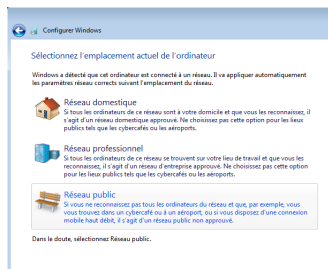 Configurer Windows
Sélectionnez l'emplacement actuel de l'ordinateur
Windows a détecté que cet ordinateur est connecté à un réseau. Il va appliquer automatiquement
les paramètres réseau corrects suivant l'emplacement du réseau.
Réseau domestique
Si tous les ordinateurs de ce réseau sont à votre domicile et que vous les reconnaissez, il
s'agit d'un réseau domestique approuvé. Ne choisissez pas cette option pour les lieux
publics tels que les cybercafés ou les aéroports.
Réseau professionnel
Si tous les ordinateurs de ce réseau se trouvent sur votre lieu de travail et que vous les
reconnaissez, il s'agit d'un réseau d'entreprise approuvé. Ne choisissez pas cette option
pour les lieux publics tels que les cybercafés ou les aéroports.
Réseau public
Si vous ne reconnaissez pas tous les ordinateurs du réseau et que, par exemple, vous
vous trouvez dans un cybercafé ou à un aéroport, ou si vous disposez d'une connexion
mobile haut débit, il s'agit d'un réseau public non approuvé.
Dans le doute, sélectionnez Réseau public.